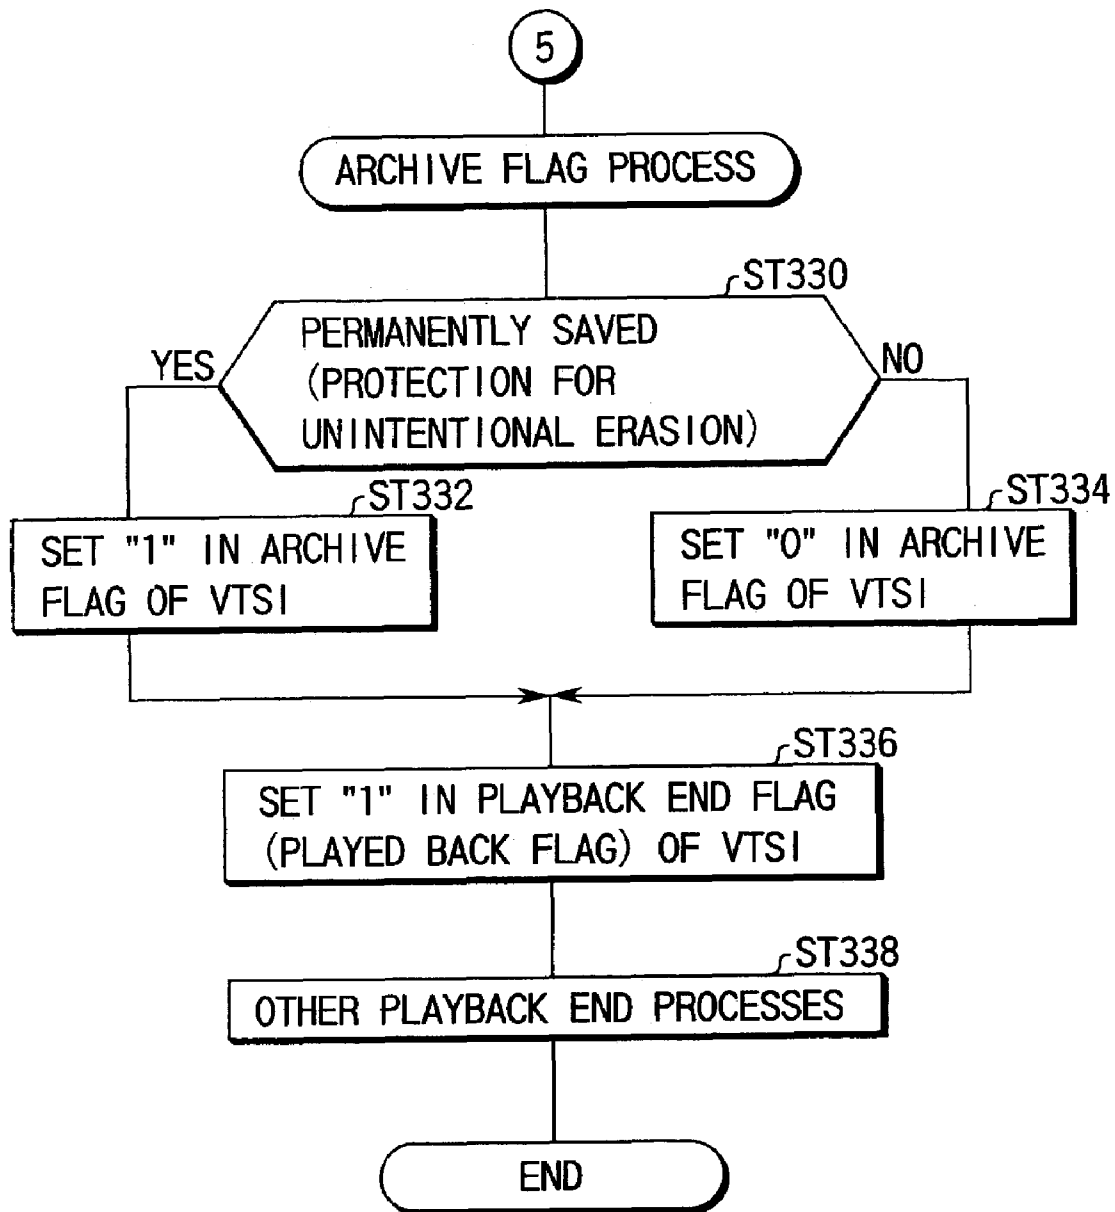 5
ARCHIVE FLAG PROCESS
ST330
PERMANENTLY SAVED
(PROTECTION FOR
UNINTENTIONAL ERASION)
YES
NO
ST332
SET "1" IN ARCHIVE
FLAG OF VTSI
ST334
SET "0" IN ARCHIVE
FLAG OF VTSI
ST336
SET "1" IN PLAYBACK END FLAG
(PLAYED BACK FLAG) OF VTSI
ST338
OTHER PLAYBACK END PROCESSES
END